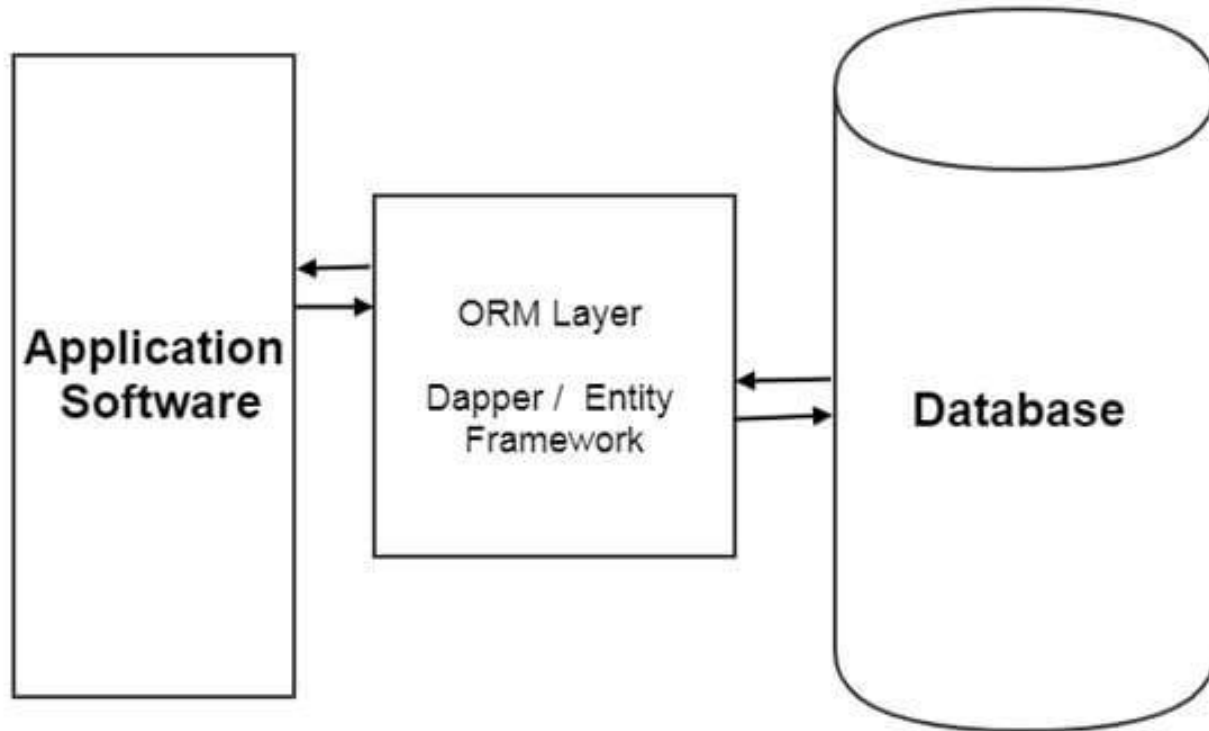 Application
Software
ORM Layer
Dapper / Entity
Framework
Database